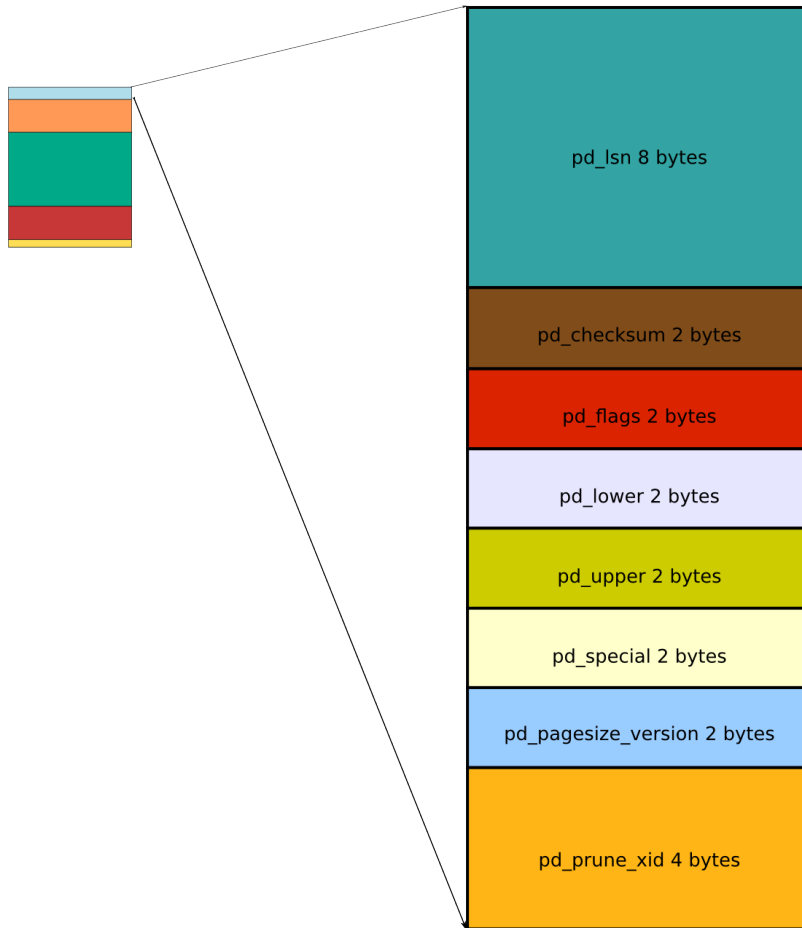 pd_lsn 8 bytes
pd_checksum 2 bytes
pd_flags 2 bytes
pd_lower 2 bytes
pd_upper 2 bytes
pd_special 2 bytes
pd_pagesize_version 2 bytes
pd_prune_xid 4 bytes